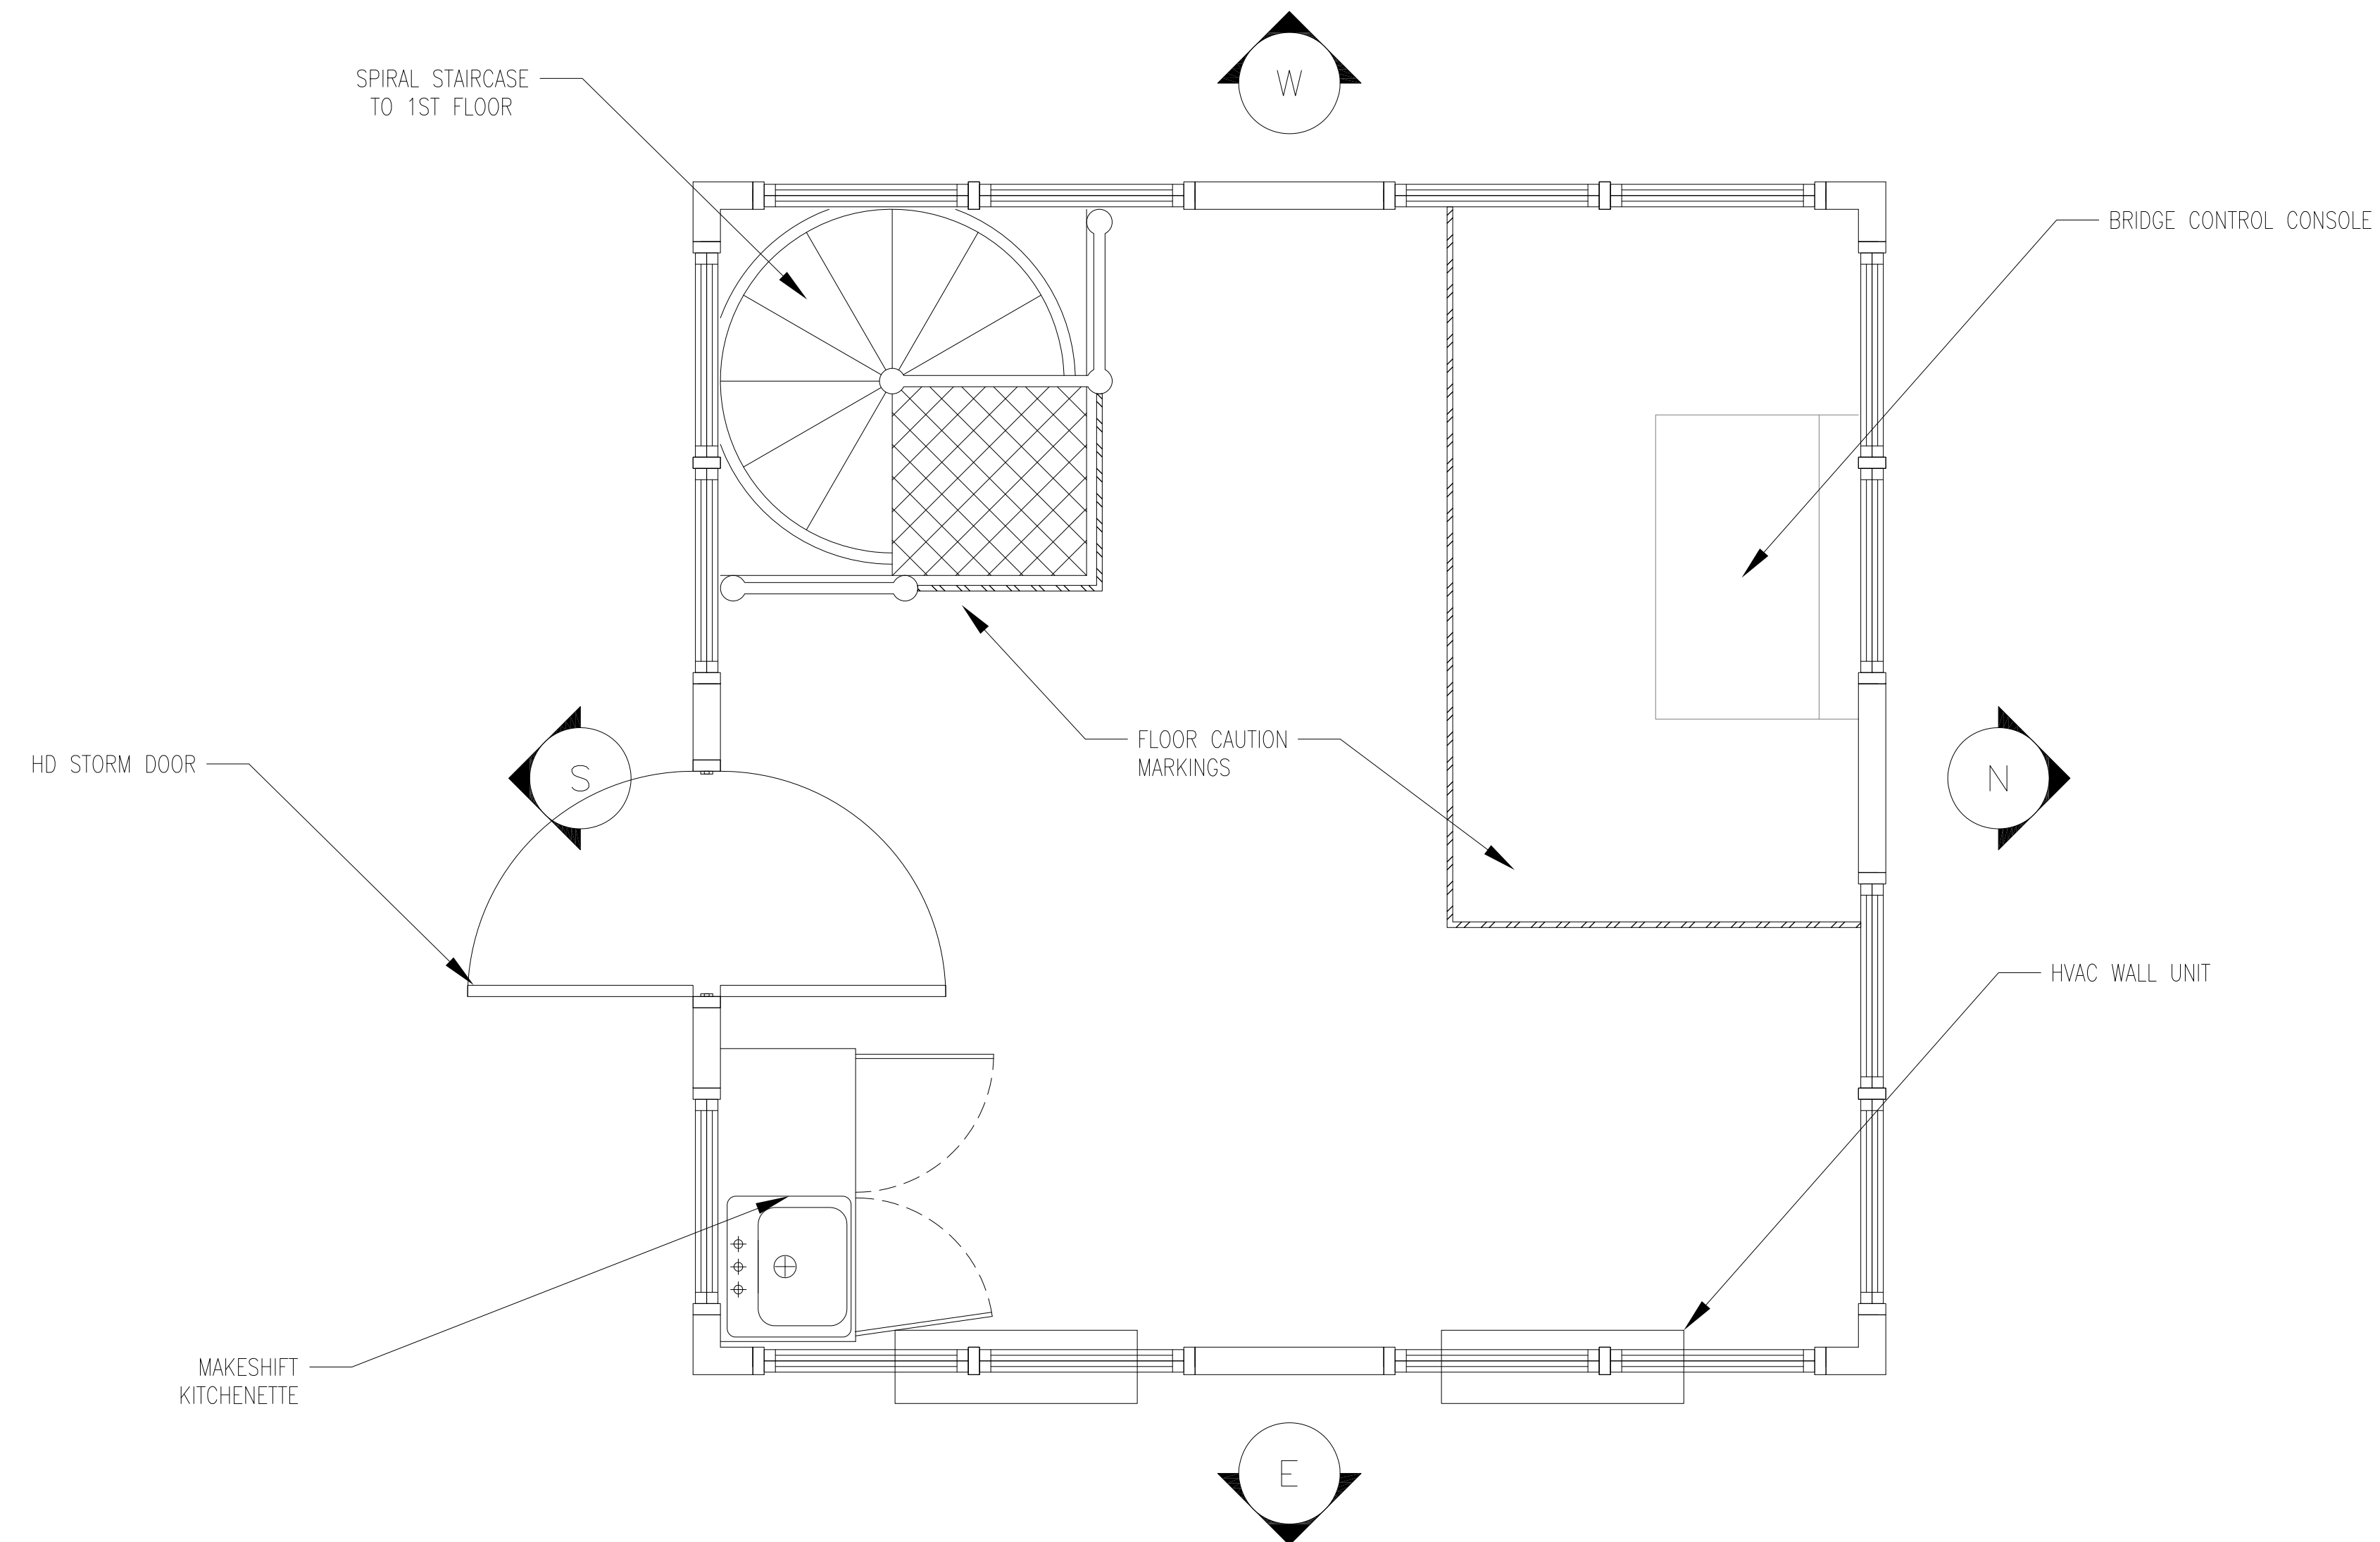 W
SPIRAL STAIRCASE
TO 1ST FLOOR
BRIDGE CONTROL CONSOLE
FLOOR CAUTION
MARKINGS
HD STORM DOOR
S
N
HVAC WALL UNIT
MAKESHIFT
KITCHENETTE
E